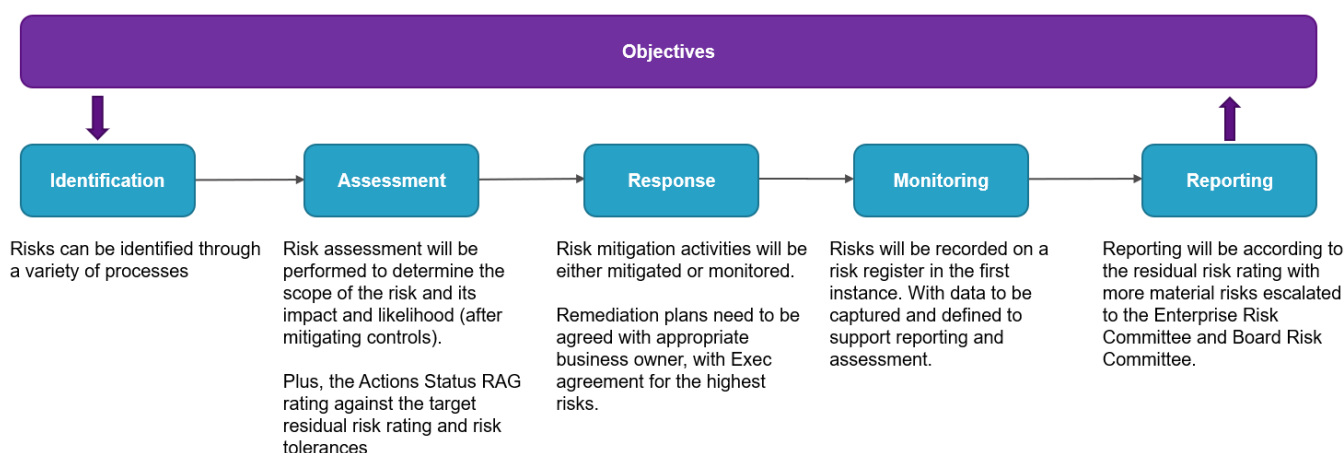 Objectives
Identification
Assessment
Response
Monitoring
Reporting
Risks can be identified through
a variety of processes
Risk assessment will be
performed to determine the
scope of the risk and its
impact and likelihood (after
mitigating controls).
Plus, the Actions Status RAG
rating against the target
residual risk rating and risk
tolerances
Risk mitigation activities will be
either mitigated or monitored.
Remediation plans need to be
agreed with appropriate
business owner, with Exec
agreement for the highest
risks.
Risks will be recorded on a
risk register in the first
instance. With data to be
captured and defined to
support reporting and
assessment.
Reporting will be according to
the residual risk rating with
more material risks escalated
to the Enterprise Risk
Committee and Board Risk
Committee.